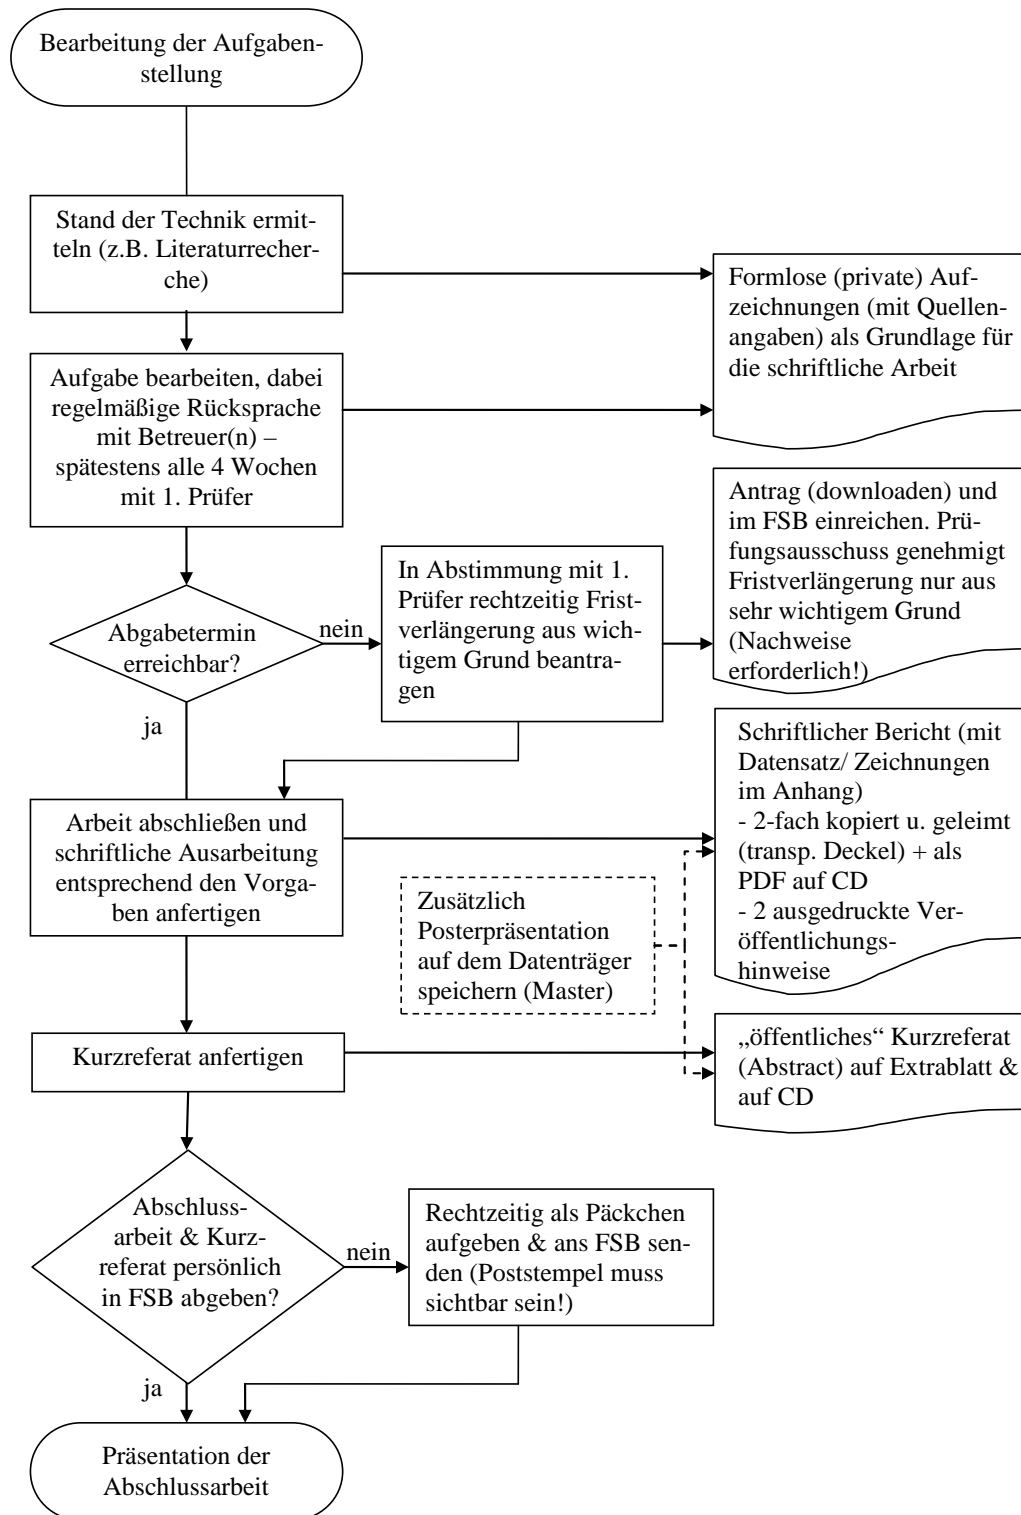 Bearbeitung der Aufgaben-
stellung
Stand der Technik ermit-
teln (z.B. Literaturrecher-
che)
Formlose (private) Auf-
zeichnungen (mit Quellen-
angaben) als Grundlage für
die schriftliche Arbeit
Aufgabe bearbeiten, dabei
regelmäßige Rücksprache
mit Betreuer(n) –
spätestens alle 4 Wochen
mit 1. Prüfer
Antrag (downloaden) und
im FSB einreichen. Prü-
fungsausschuss genehmigt
Fristverlängerung nur aus
sehr wichtigem Grund
(Nachweise
erforderlich!)
Abgabetermin
erreichbar?
nein
In Abstimmung mit 1.
Prüfer rechtzeitig Frist-
verlängerung aus wich-
tigem Grund beantra-
gen
ja
Schriftlicher Bericht (mit
Datensatz/ Zeichnungen
im Anhang)
- 2-fach kopiert u. geleimt
(transp. Deckel) + als
PDF auf CD
- 2 ausgedruckte Ver-
öffentlichungs-
hinweise
Arbeit abschließen und
schriftliche Ausarbeitung
entsprechend den Vorga-
ben anfertigen
Zusätzlich
Posterpräsentation
auf dem Datenträger
speichern (Master)
Kurzreferat anfertigen
„öffentliches“ Kurzreferat
(Abstract) auf Extrablatt &
auf CD
Abschluss-
arbeit & Kurz-
referat persönlich
in FSB abgeben?
nein
Rechtzeitig als Päckchen
aufgeben & ans FSB sen-
den (Poststempel muss
sichtbar sein!)
ja
Präsentation der
Abschlussarbeit